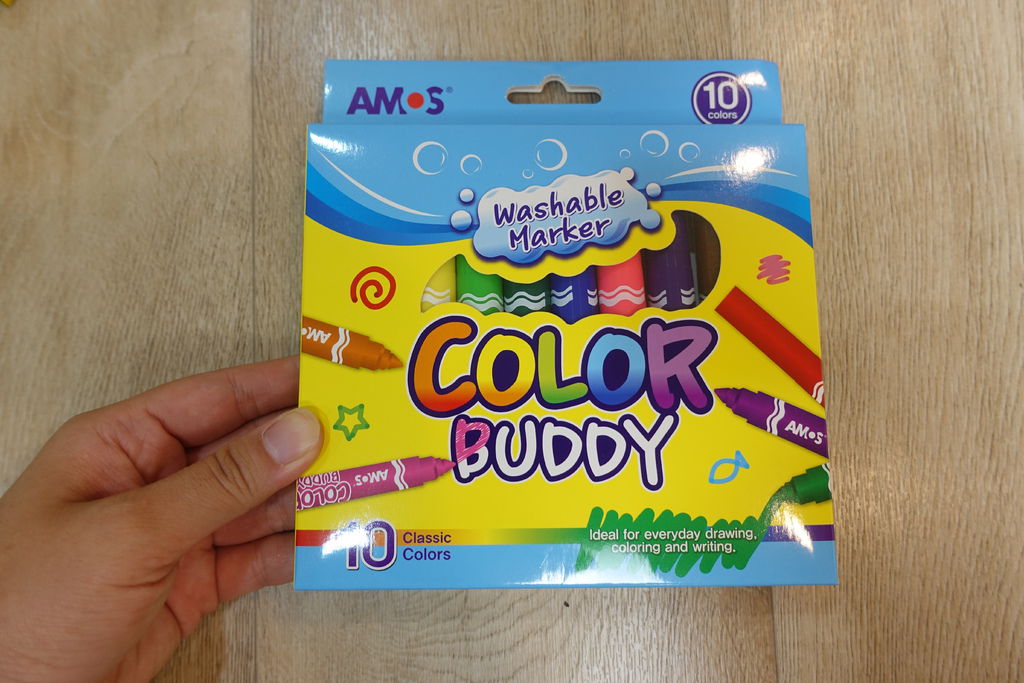 AMOS®
10
colors
Washable
Marker
AMOS
COLOR
BUDDY
AMOS
AMOS
COLOR
BUDDY
10 Classic
Colors
Ideal for everyday drawing,
coloring and writing.